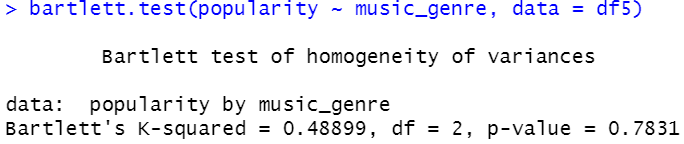 > bartlett.test(popularity ~ music_genre, data = df5)
Bartlett test of homogeneity of variances
data:  popularity by music_genre
Bartlett's K-squared = 0.48899, df = 2, p-value = 0.7831